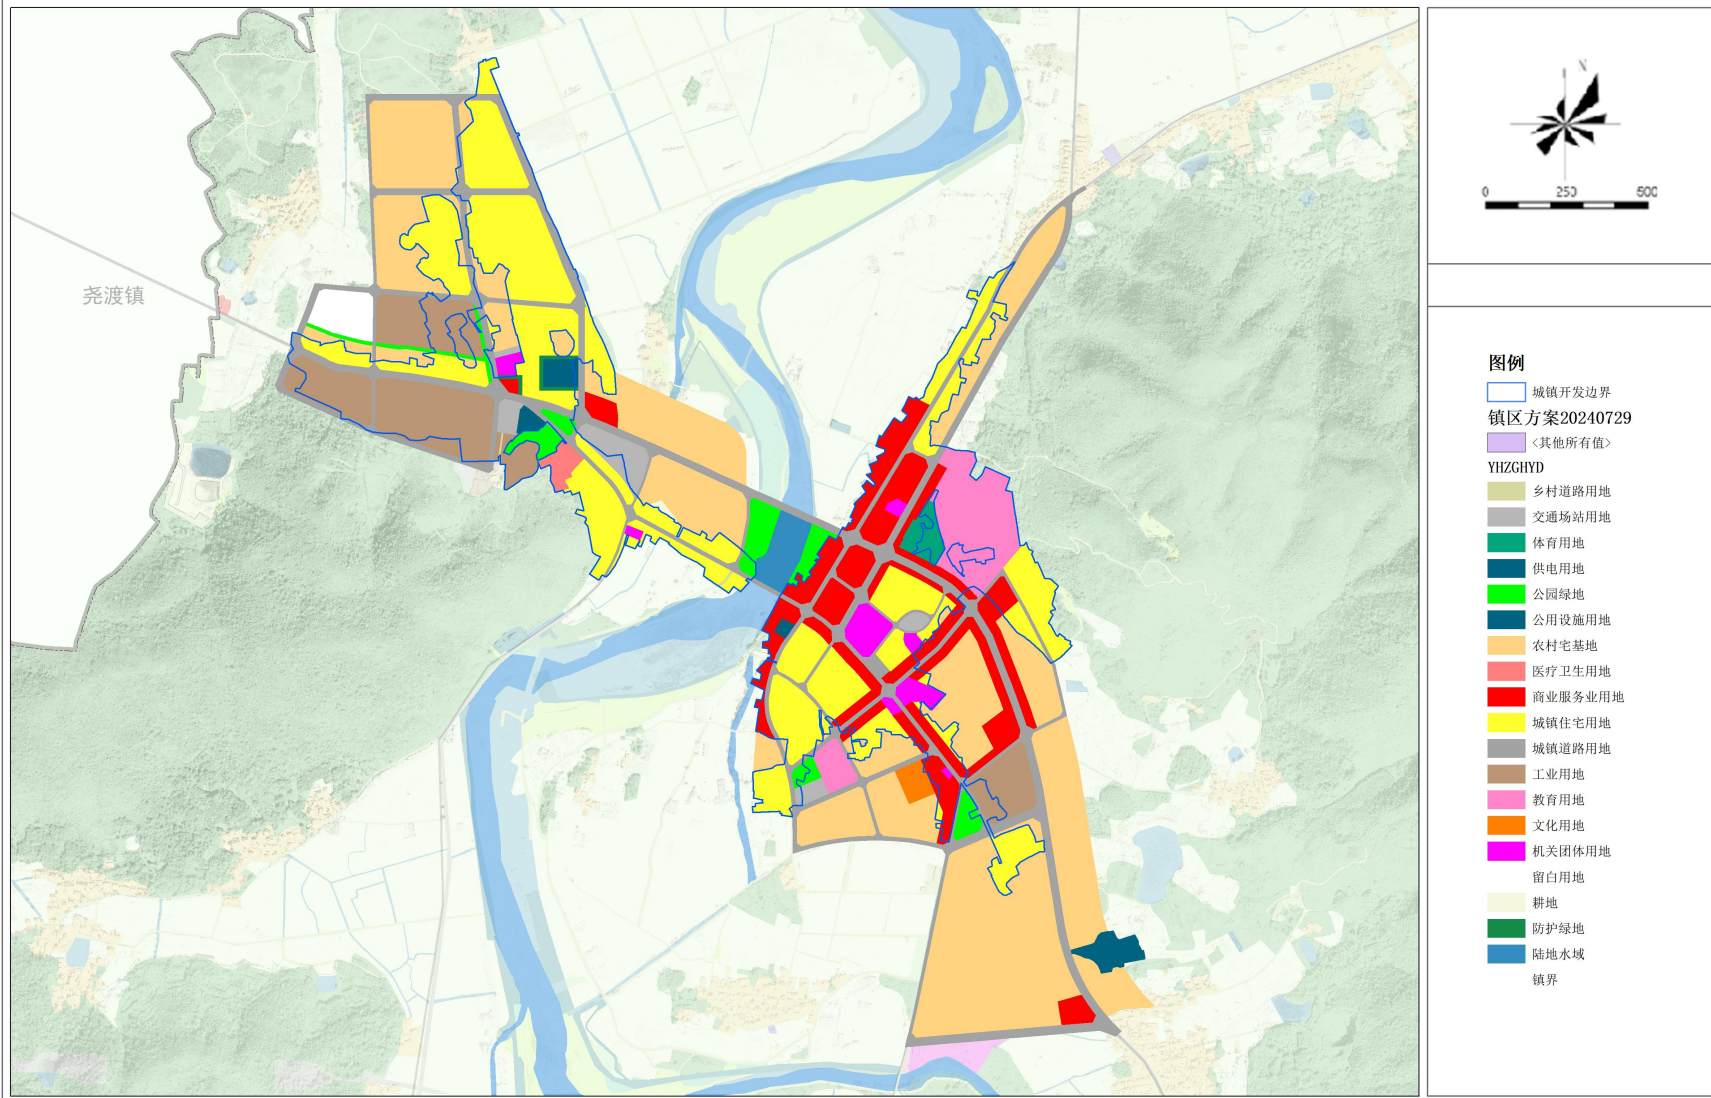 尧渡镇
N
0 250 500
图例
城镇开发边界
镇区方案20240729
<其他所有值>
YHZGHYD
乡村道路用地
交通场站用地
体育用地
供电用地
公园绿地
公用设施用地
农村宅基地
医疗卫生用地
商业服务业用地
城镇住宅用地
城镇道路用地
工业用地
教育用地
文化用地
机关团体用地
留白用地
耕地
防护绿地
陆地水域
镇界